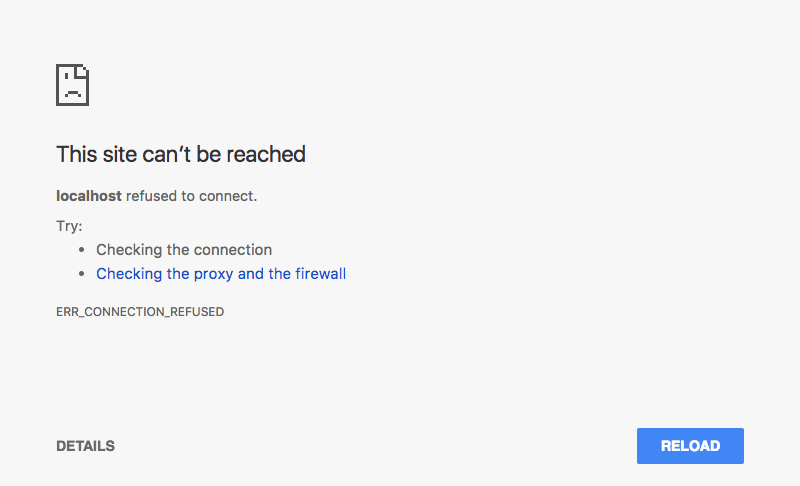 This site can’t be reached
localhost refused to connect.
Try:
• Checking the connection
• Checking the proxy and the firewall
ERR_CONNECTION_REFUSED
DETAILS
RELOAD